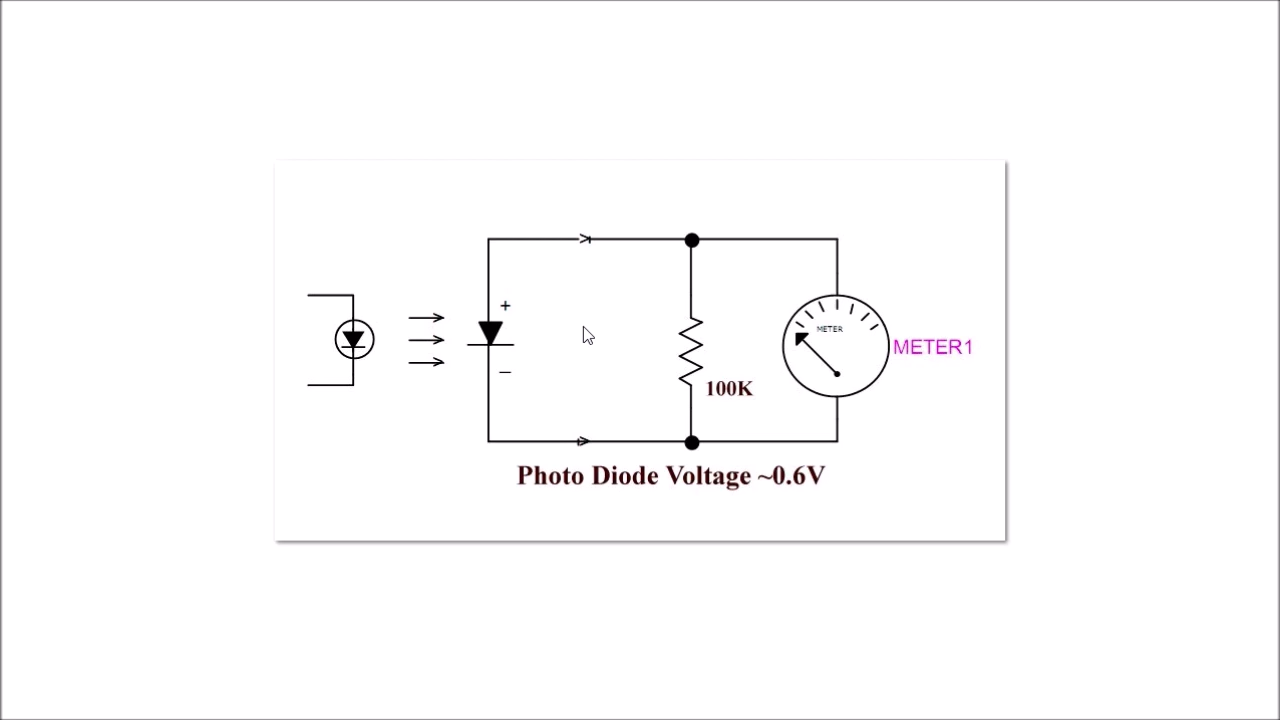 +
METER
METER1
−
100K
Photo Diode Voltage ~0.6V